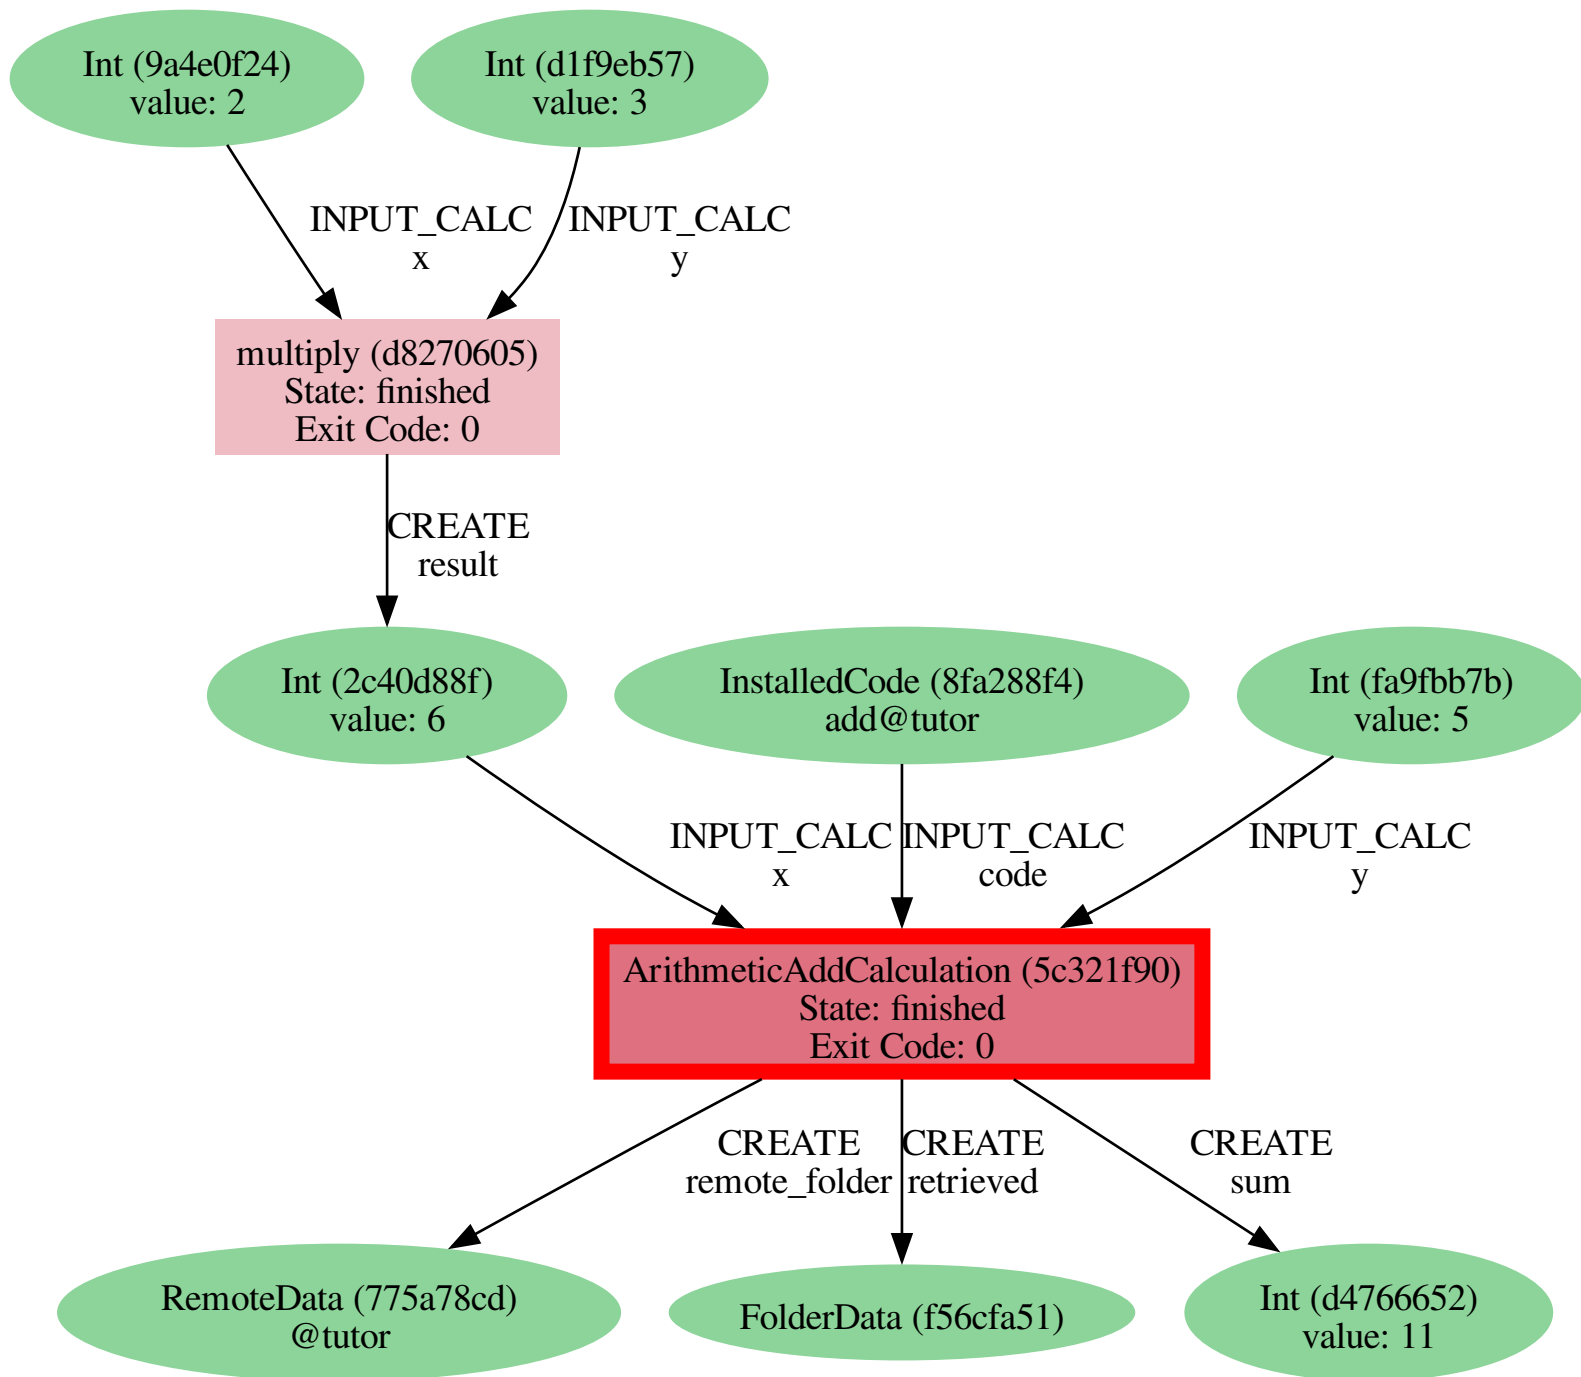 Int (9a4e0f24)
value: 2
Int (d1f9eb57)
value: 3
INPUT_CALC
x
INPUT_CALC
y
multiply (d8270605)
State: finished
Exit Code: 0
CREATE
result
Int (2c40d88f)
value: 6
InstalledCode (8fa288f4)
add@tutor
Int (fa9fbb7b)
value: 5
INPUT_CALC
x
INPUT_CALC
code
INPUT_CALC
y
ArithmeticAddCalculation (5c321f90)
State: finished
Exit Code: 0
CREATE
remote_folder
CREATE
retrieved
CREATE
sum
RemoteData (775a78cd)
@tutor
FolderData (f56cfa51)
Int (d4766652)
value: 11